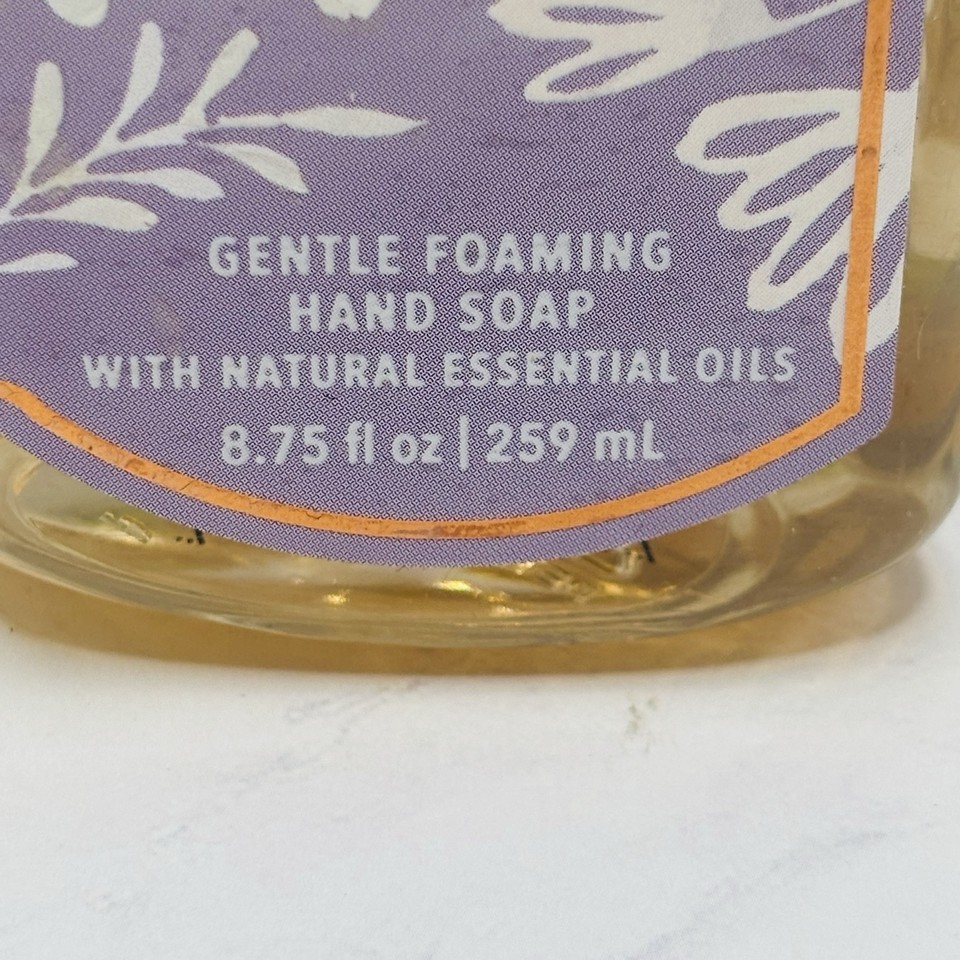 GENTLE FOAMING
HAND SOAP
WITH NATURAL ESSENTIAL OILS
8.75 fl oz | 259 mL